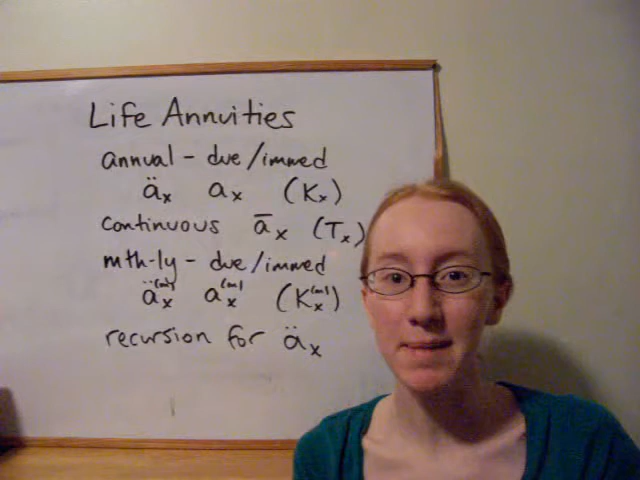 Life Annuities
annual - due/immed
äₓ aₓ (Kₓ)
continuous āₓ (Tₓ)
mth-ly - due/immed
äₓ⁽ᵐ⁾ aₓ⁽ᵐ⁾ (Kₓ⁽ᵐ⁾)
recursion for äₓ